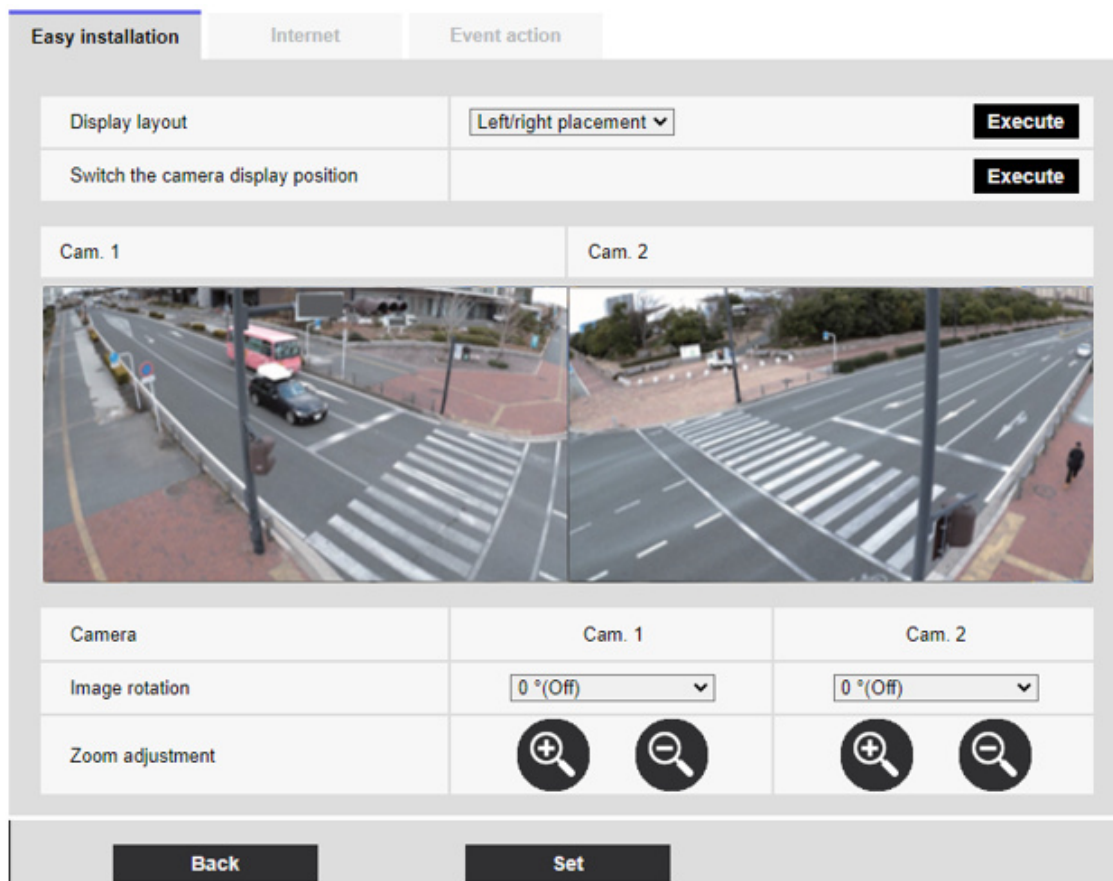 Easy installation Internet Event action
Display layout Left/right placement Execute
Switch the camera display position Execute
Cam. 1 Cam. 2
Camera Cam. 1 Cam. 2
Image rotation 0 °(Off) 0 °(Off)
Zoom adjustment
Back Set